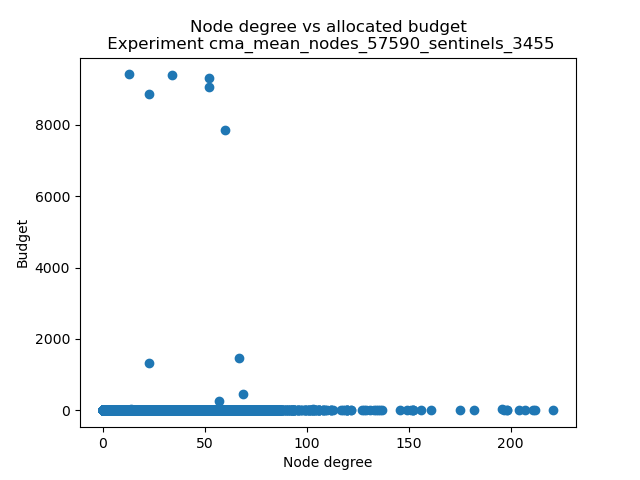 Node degree vs allocated budget
Experiment cma_mean_nodes_57590_sentinels_3455
8000
6000
4000
2000
0
Budget
0 50 100 150 200
Node degree